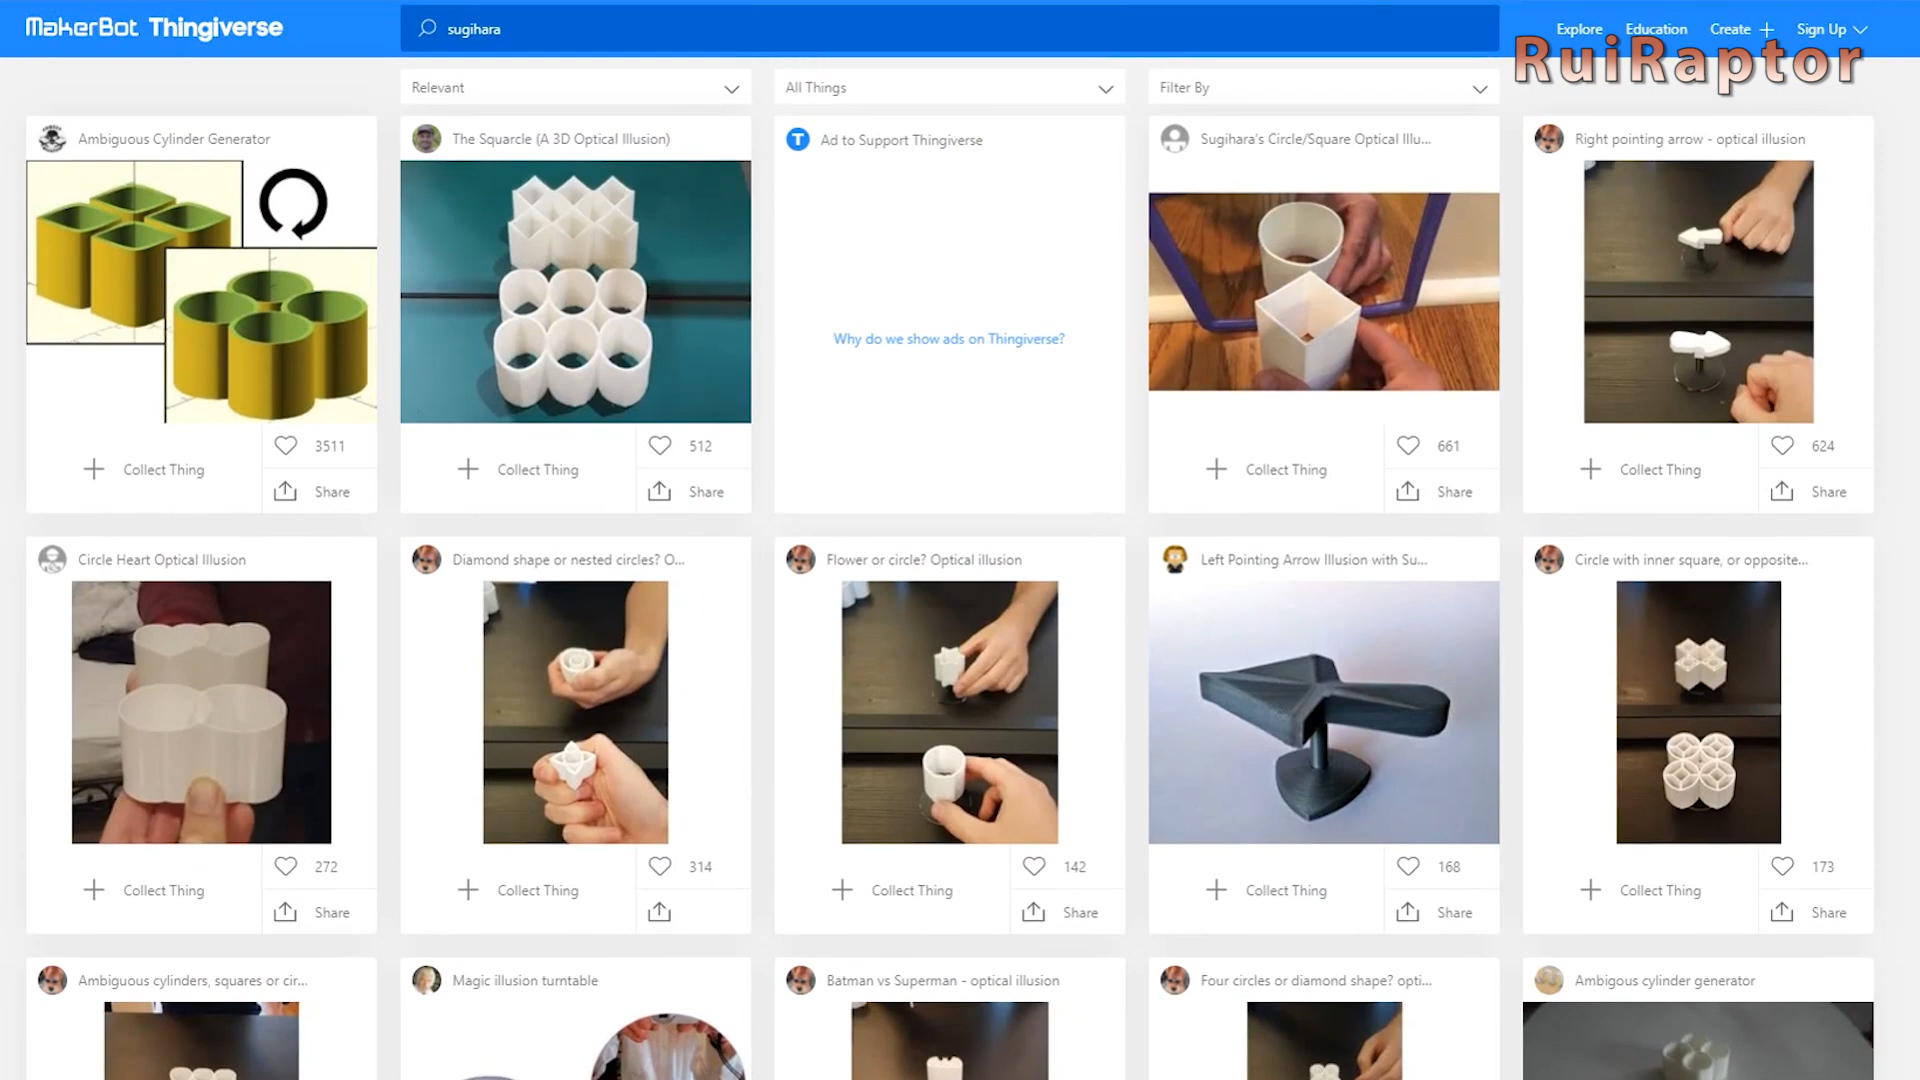 MakerBot Thingiverse
sugihara
Explore Education Create Sign Up
RuiRaptor
Relevant
All Things
Filter By
Ambiguous Cylinder Generator
The Squarcle (A 3D Optical Illusion)
Ad to Support Thingiverse
Sugihara's Circle/Square Optical Illu...
Right pointing arrow - optical illusion
Why do we show ads on Thingiverse?
Collect Thing
3511
Share
Collect Thing
512
Share
Collect Thing
661
Share
Collect Thing
624
Share
Circle Heart Optical Illusion
Diamond shape or nested circles? O...
Flower or circle? Optical illusion
Left Pointing Arrow Illusion with Su...
Circle with inner square, or opposite...
Collect Thing
272
Share
Collect Thing
314
Collect Thing
142
Share
Collect Thing
168
Share
Collect Thing
173
Share
Ambiguous cylinders, squares or cir...
Magic illusion turntable
Batman vs Superman - optical illusion
Four circles or diamond shape? opti...
Ambigous cylinder generator